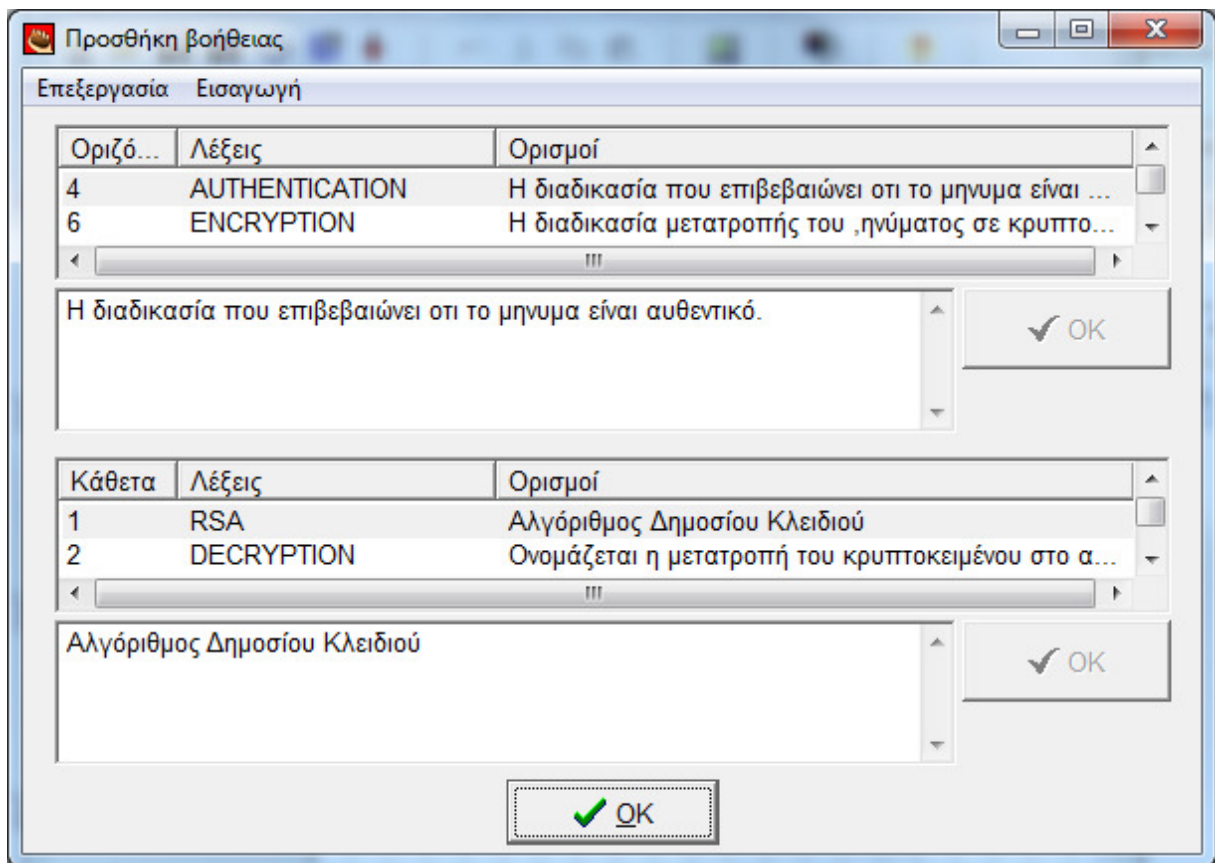 Προσθήκη βοήθειας
Επεξεργασία Εισαγωγή
Οριζό... Λέξεις Ορισμοί
4 AUTHENTICATION Η διαδικασία που επιβεβαιώνει οτι το μηνυμα είναι ...
6 ENCRYPTION Η διαδικασία μετατροπής του ,ηνύματος σε κρυπτο...
Η διαδικασία που επιβεβαιώνει οτι το μηνυμα είναι αυθεντικό.
OK
Κάθετα Λέξεις Ορισμοί
1 RSA Αλγόριθμος Δημοσίου Κλειδιού
2 DECRYPTION Ονομάζεται η μετατροπή του κρυπτοκειμένου στο α...
Αλγόριθμος Δημοσίου Κλειδιού
OK
OK